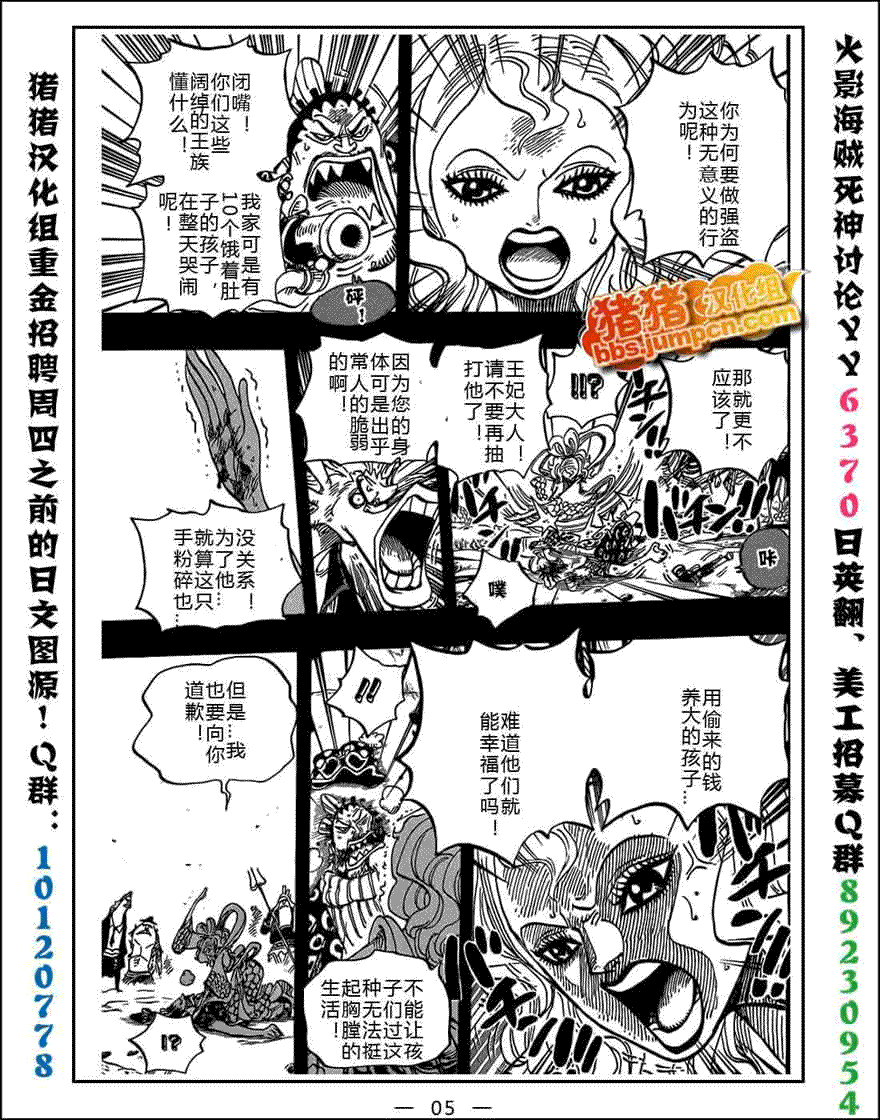 猪猪汉化组重金招聘周四之前的日文图源！Q群：10120778
火影海贼死神讨论YY6370日英翻、美工招募Q群89230954
你为何要做强盗
这种无意义的行
为呢！
闭嘴！
你们这些
阔绰的王族
懂什么！
我家可是有
10个饿着肚
子的孩子，
在整天哭闹
呢！
砰！
猪猪汉化组
bbs.jumpcn.com
那就更不
应该了！
!!?
王妃大人！
请不要再抽
打他了！
咔
噗
因为您的身
体可是出乎
常人的脆弱
的啊！
没关系！
为了他…
就算这只
手粉碎也…
用偷来的钱
养大的孩子…
难道他们就
能幸福了吗！
!!
不能让孩
子们过这
种无法挺
起胸膛的
生活！
但是…我
也要向你
道歉！
!?
— 05 —